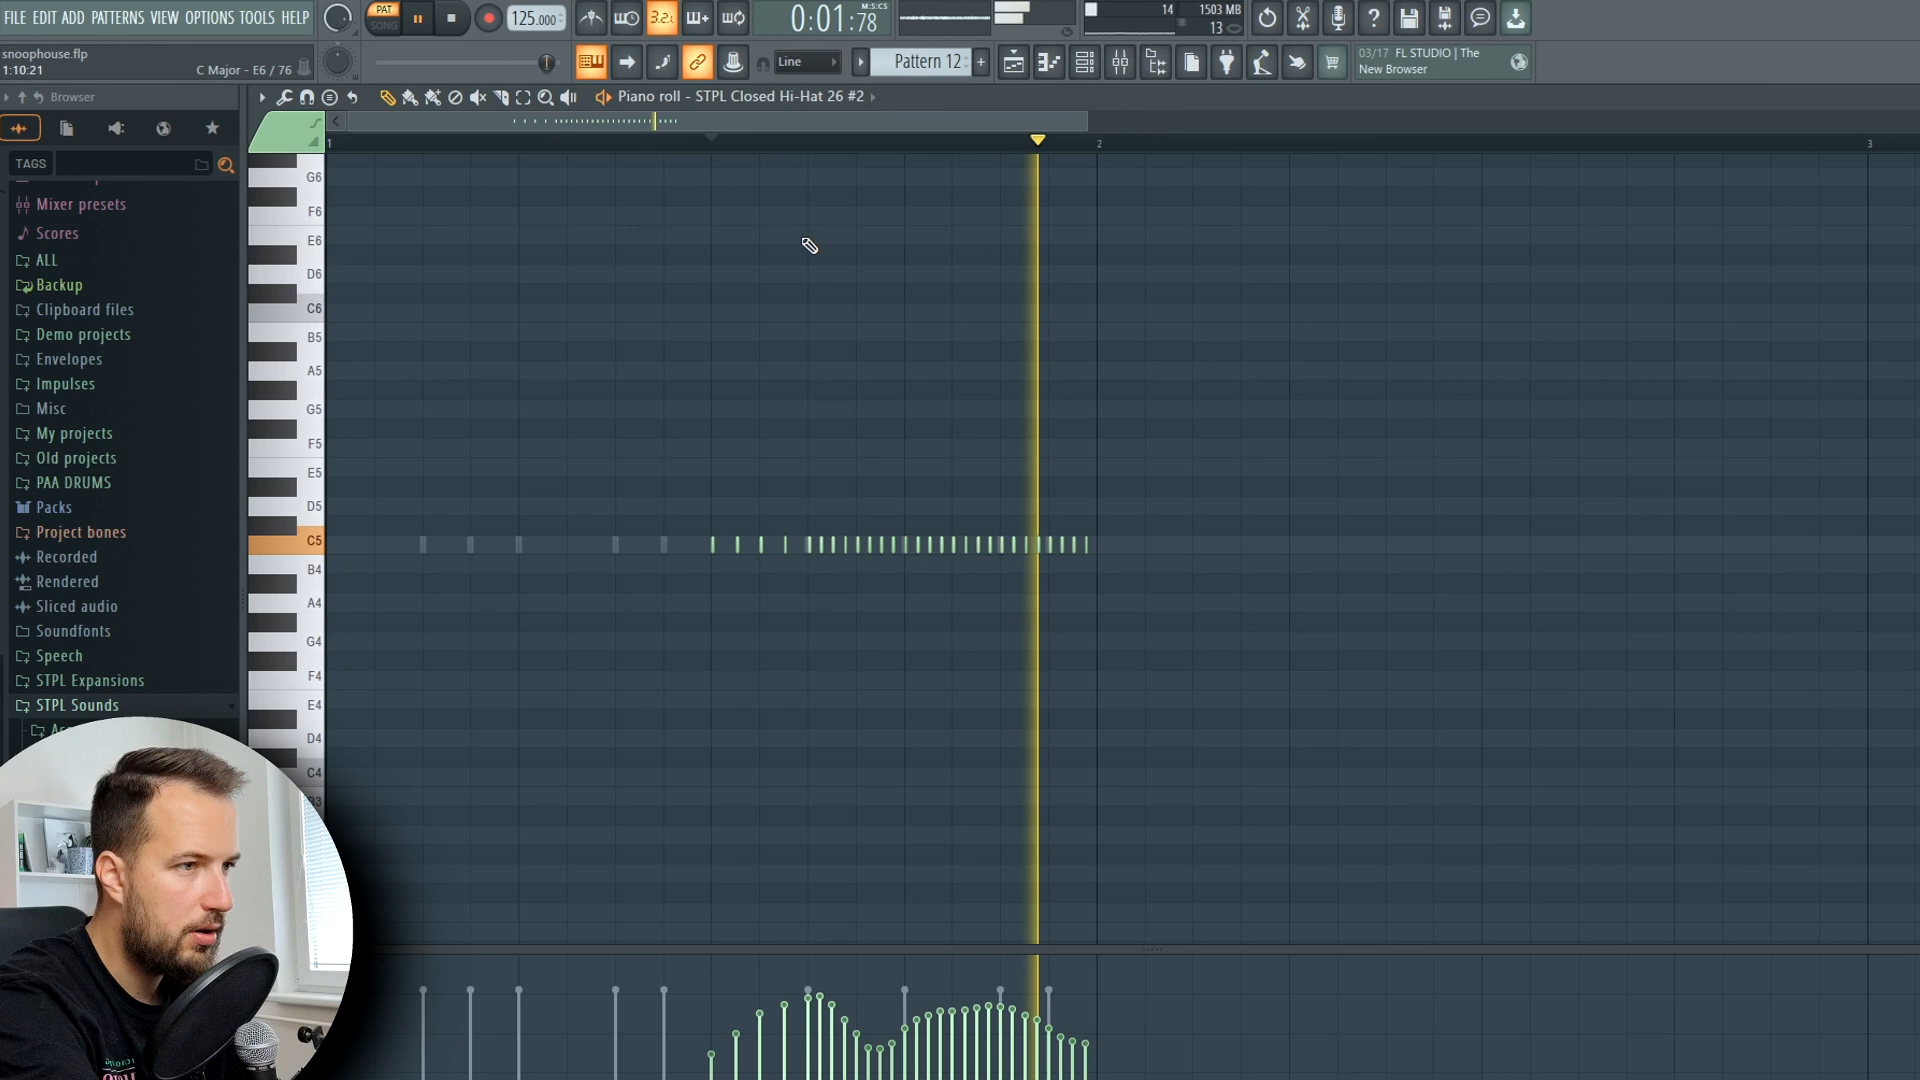 FILE EDIT ADD PATTERNS VIEW OPTIONS TOOLS HELP
PAT
SONG
125.000
3.2.
0:01:78
M:S:CS
14
1503 MB
13
snoophouse.flp
1:10:21
C Major - E6 / 76
Line
Pattern 12
+
03/17 FL STUDIO | The
New Browser
Browser
Piano roll - STPL Closed Hi-Hat 26 #2
TAGS
1
2
3
Mixer presets
Scores
ALL
Backup
Clipboard files
Demo projects
Envelopes
Impulses
Misc
My projects
Old projects
PAA DRUMS
Packs
Project bones
Recorded
Rendered
Sliced audio
Soundfonts
Speech
STPL Expansions
STPL Sounds
G6
F6
E6
D6
C6
B5
A5
G5
F5
E5
D5
C5
B4
A4
G4
F4
E4
D4
C4